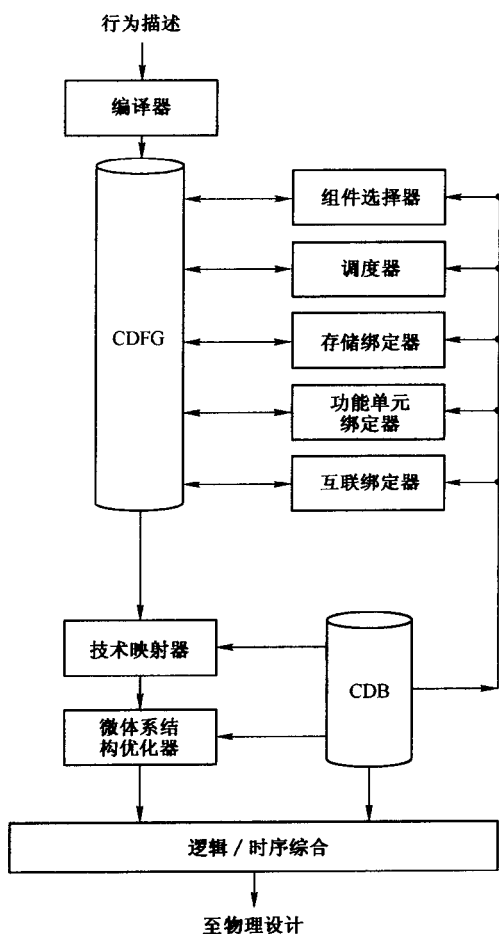 行为描述
编译器
CDFG
组件选择器
调度器
存储绑定器
功能单元
绑定器
互联绑定器
技术映射器
CDB
微体系结
构优化器
逻辑 / 时序综合
至物理设计